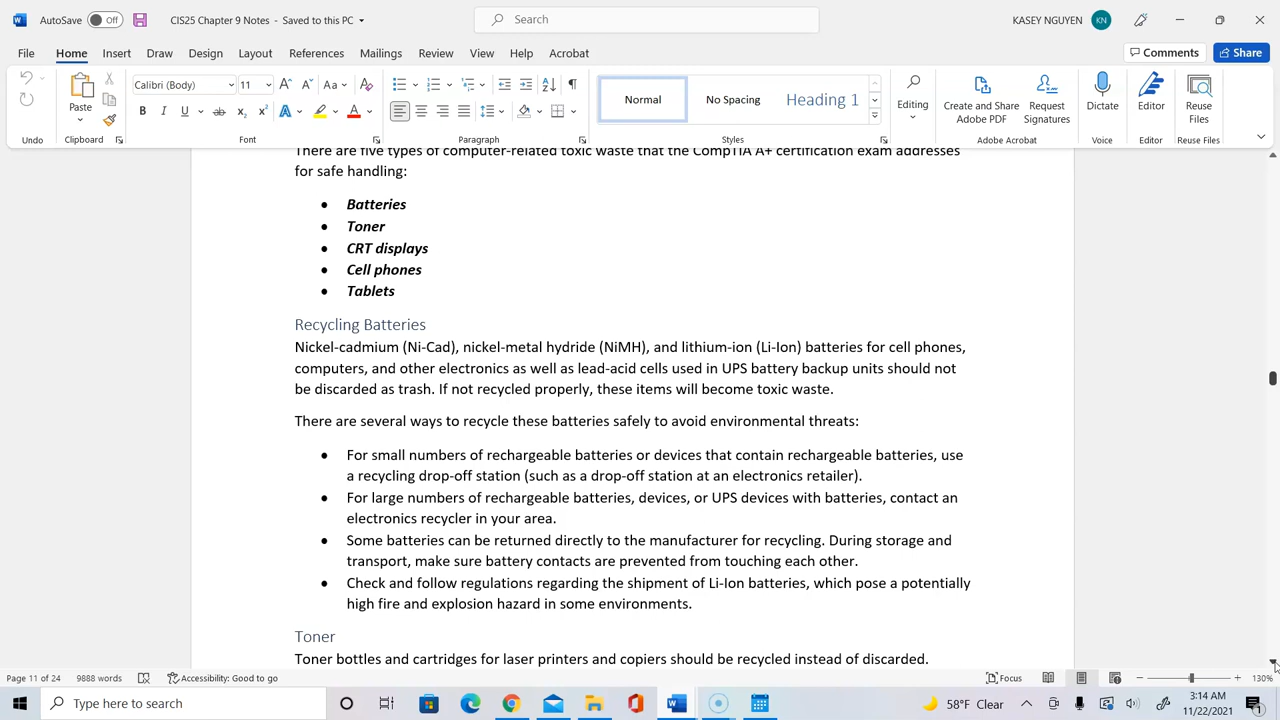 AutoSave Off CIS25 Chapter 9 Notes - Saved to this PC Search KASEY NGUYEN KN
File Home Insert Draw Design Layout References Mailings Review View Help Acrobat Comments Share
Calibri (Body) 11 Aa
Paste
B I U ab x2 x2 A A
Normal No Spacing Heading 1
Editing
Create and Share Adobe PDF
Request Signatures
Dictate
Editor
Reuse Files
Undo Clipboard Font Paragraph Styles Adobe Acrobat Voice Editor Reuse Files
There are five types of computer-related toxic waste that the CompTIA A+ certification exam addresses
for safe handling:
• Batteries
• Toner
• CRT displays
• Cell phones
• Tablets
Recycling Batteries
Nickel-cadmium (Ni-Cad), nickel-metal hydride (NiMH), and lithium-ion (Li-Ion) batteries for cell phones,
computers, and other electronics as well as lead-acid cells used in UPS battery backup units should not
be discarded as trash. If not recycled properly, these items will become toxic waste.
There are several ways to recycle these batteries safely to avoid environmental threats:
• For small numbers of rechargeable batteries or devices that contain rechargeable batteries, use
a recycling drop-off station (such as a drop-off station at an electronics retailer).
• For large numbers of rechargeable batteries, devices, or UPS devices with batteries, contact an
electronics recycler in your area.
• Some batteries can be returned directly to the manufacturer for recycling. During storage and
transport, make sure battery contacts are prevented from touching each other.
• Check and follow regulations regarding the shipment of Li-Ion batteries, which pose a potentially
high fire and explosion hazard in some environments.
Toner
Toner bottles and cartridges for laser printers and copiers should be recycled instead of discarded.
Page 11 of 24 9888 words Accessibility: Good to go Focus 130%
Type here to search 58°F Clear 3:14 AM
11/22/2021 1